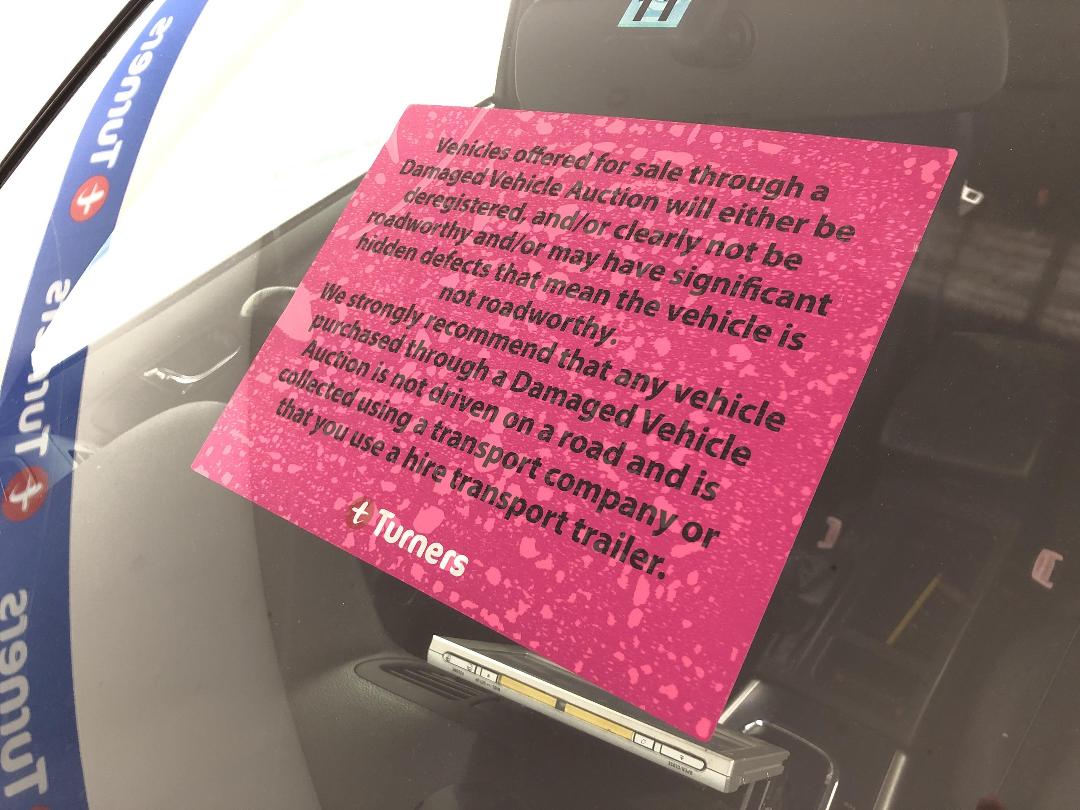 Vehicles offered for sale through a
Damaged Vehicle Auction will either be
deregistered, and/or clearly not be
roadworthy and/or may have significant
hidden defects that mean the vehicle is
not roadworthy.
We strongly recommend that any vehicle
purchased through a Damaged Vehicle
Auction is not driven on a road and is
collected using a transport company or
that you use a hire transport trailer.
t Turners
Turners
Turners
Turners